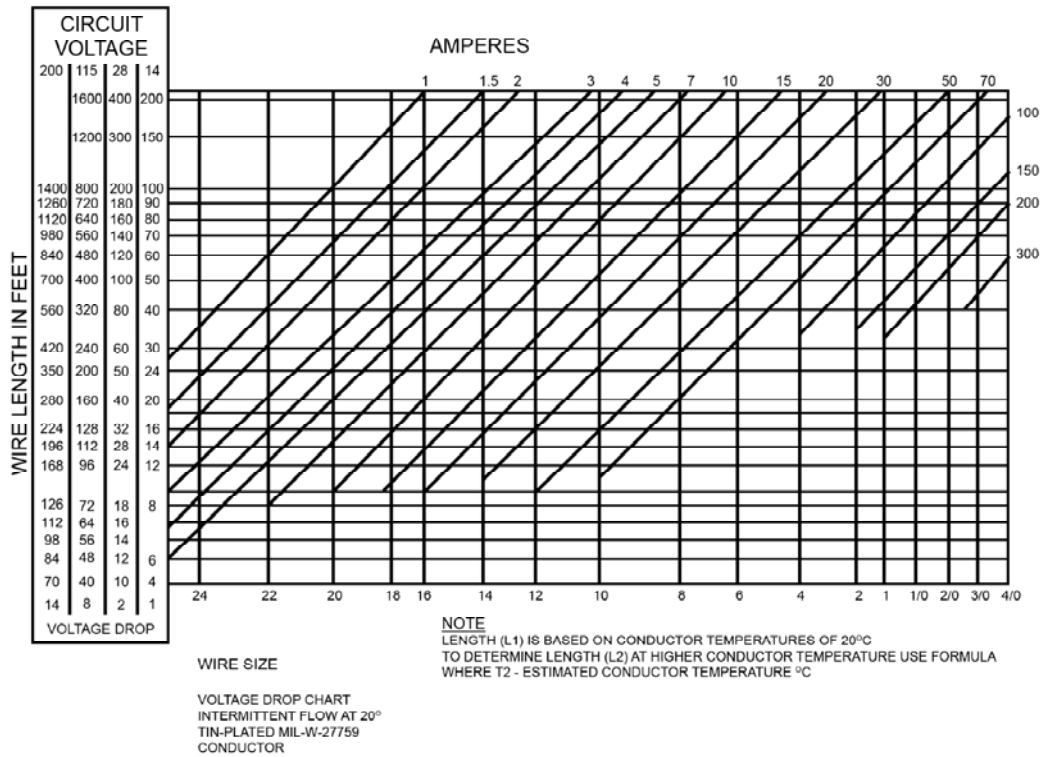 CIRCUIT
VOLTAGE
200 115 28 14
AMPERES
1 1.5 2 3 4 5 7 10 15 20 30 50 70
100
150
200
300
WIRE LENGTH IN FEET
1600 400 200
1200 300 150
1400 800 200 100
1260 720 180 90
1120 640 160 80
980 560 140 70
840 480 120 60
700 400 100 50
560 320 80 40
420 240 60 30
350 200 50 24
280 160 40 20
224 128 32 16
196 112 28 14
168 96 24 12
126 72 18 8
112 64 16
98 56 14
84 48 12 6
70 40 10 4
14 8 2 1
VOLTAGE DROP
24 22 20 18 16 14 12 10 8 6 4 2 1 1/0 2/0 3/0 4/0
NOTE
LENGTH (L1) IS BASED ON CONDUCTOR TEMPERATURES OF 20°C
TO DETERMINE LENGTH (L2) AT HIGHER CONDUCTOR TEMPERATURE USE FORMULA
WHERE T2 - ESTIMATED CONDUCTOR TEMPERATURE °C
WIRE SIZE
VOLTAGE DROP CHART
INTERMITTENT FLOW AT 20°
TIN-PLATED MIL-W-27759
CONDUCTOR